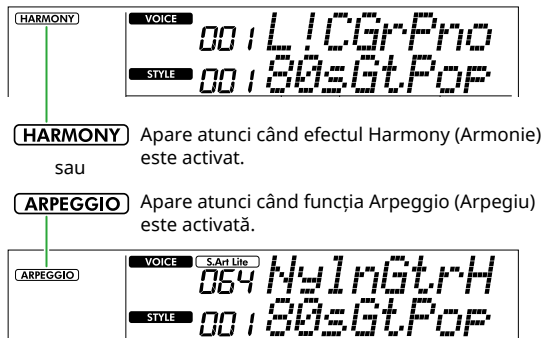 HARMONY
VOICE 001 L!CGrPno
STYLE 001 80sGtPop
HARMONY Apare atunci când efectul Harmony (Armonie)
este activat.
sau
ARPEGGIO Apare atunci când funcția Arpeggio (Arpegiu)
este activată.
ARPEGGIO
VOICE S.Art Lite 064 NylnGtrH
STYLE 001 80sGtPop